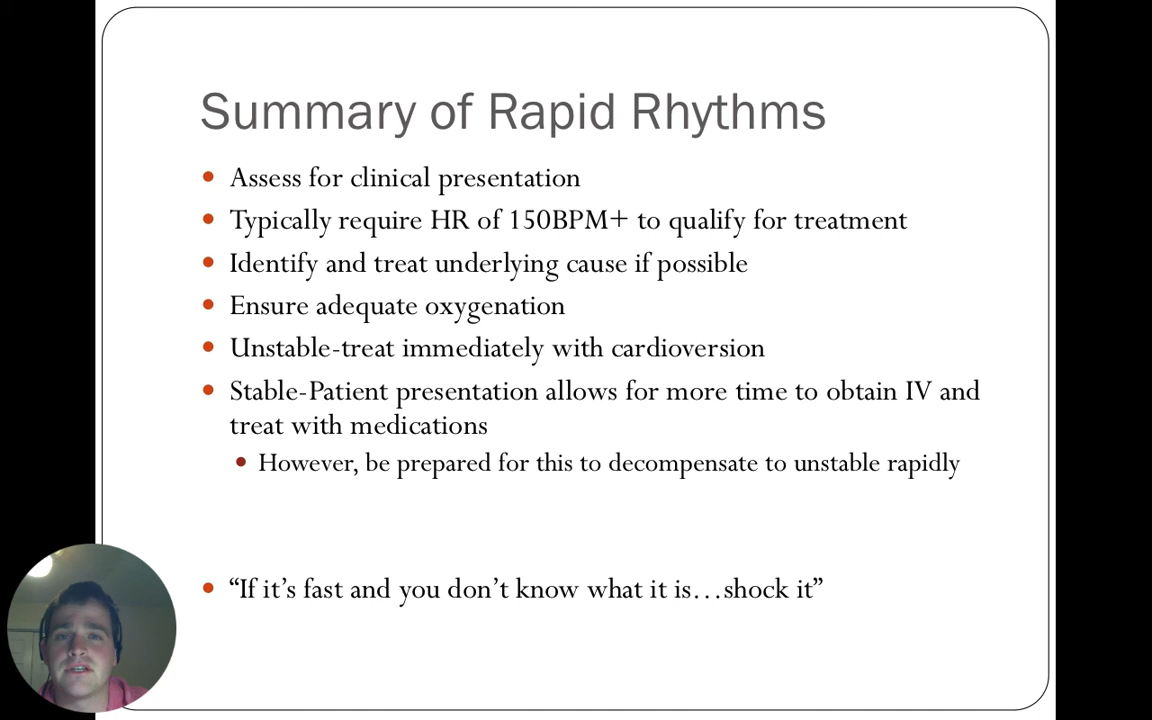 Summary of Rapid Rhythms
• Assess for clinical presentation
• Typically require HR of 150BPM+ to qualify for treatment
• Identify and treat underlying cause if possible
• Ensure adequate oxygenation
• Unstable-treat immediately with cardioversion
• Stable-Patient presentation allows for more time to obtain IV and
treat with medications
• However, be prepared for this to decompensate to unstable rapidly
• “If it’s fast and you don’t know what it is…shock it”